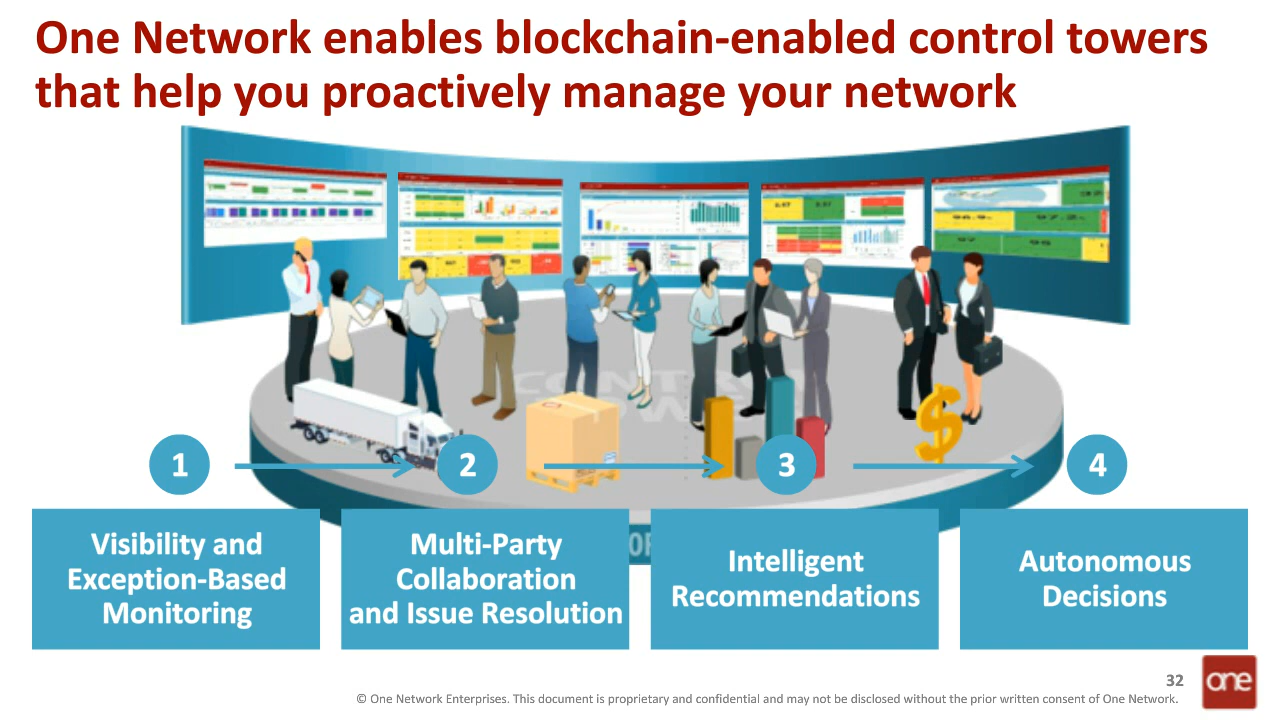 One Network enables blockchain-enabled control towers
that help you proactively manage your network
1
2
3
4
Visibility and
Exception-Based
Monitoring
Multi-Party
Collaboration
and Issue Resolution
Intelligent
Recommendations
Autonomous
Decisions
32
one
© One Network Enterprises. This document is proprietary and confidential and may not be disclosed without the prior written consent of One Network.